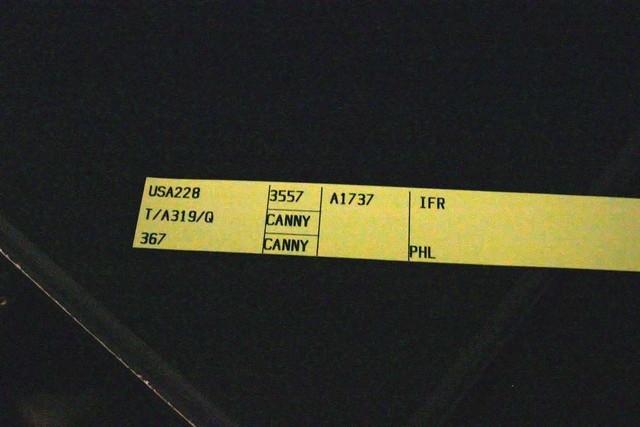 USA228 3557 A1737 IFR
T/A319/Q CANNY
367 CANNY PHL